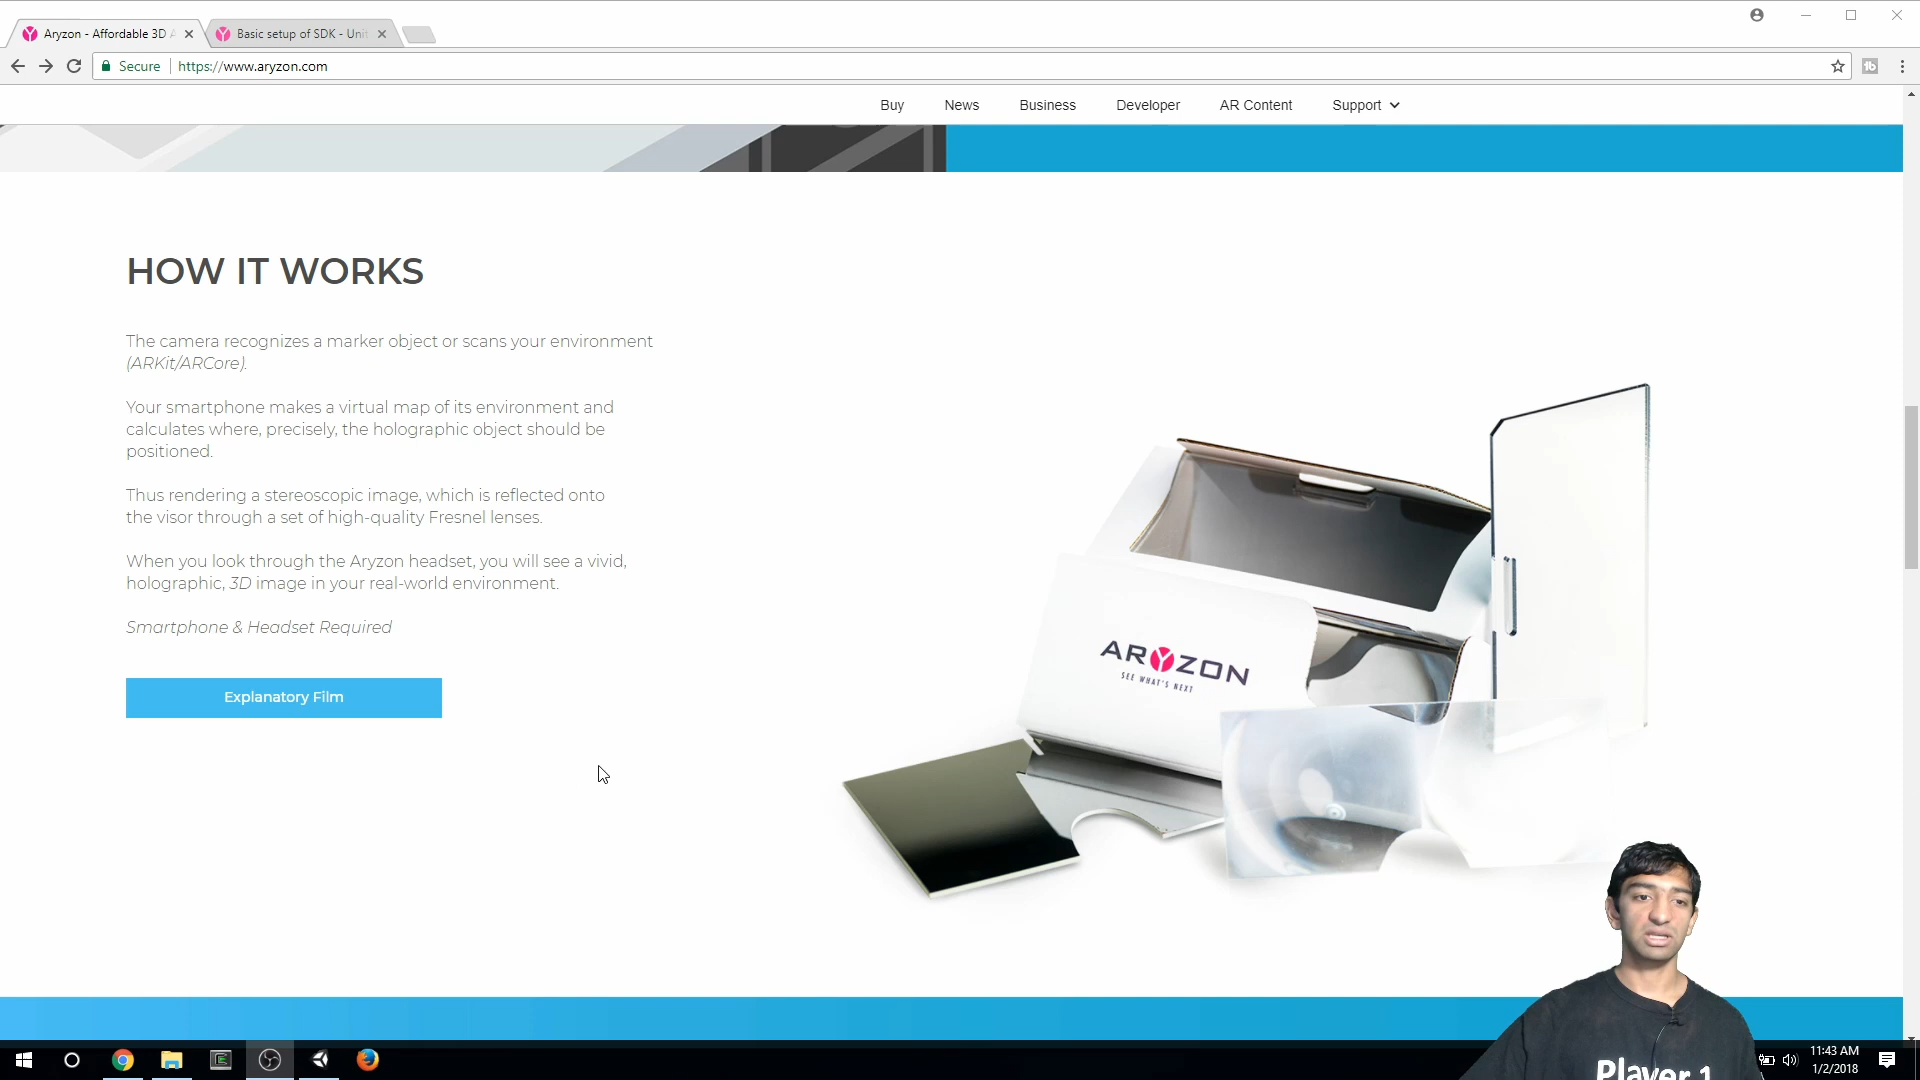 Aryzon - Affordable 3D A
Basic setup of SDK - Unit
Secure
https://www.aryzon.com
Buy
News
Business
Developer
AR Content
Support
HOW IT WORKS
The camera recognizes a marker object or scans your environment
(ARKit/ARCore).
Your smartphone makes a virtual map of its environment and
calculates where, precisely, the holographic object should be
positioned.
Thus rendering a stereoscopic image, which is reflected onto
the visor through a set of high-quality Fresnel lenses.
When you look through the Aryzon headset, you will see a vivid,
holographic, 3D image in your real-world environment.
Smartphone & Headset Required
Explanatory Film
ARYZON
SEE WHAT'S NEXT
Player 1
11:43 AM
1/2/2018